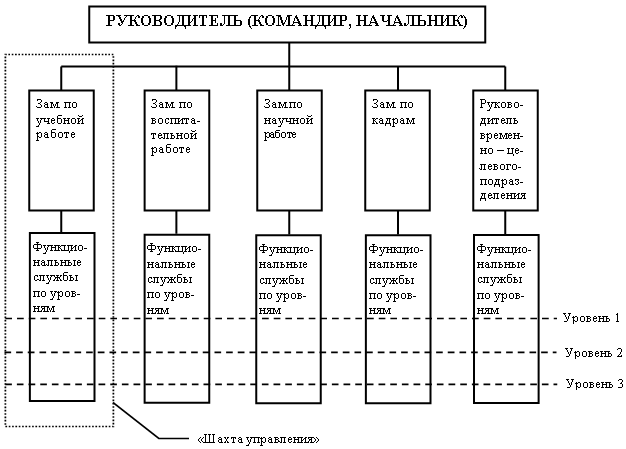 РУКОВОДИТЕЛЬ (КОМАНДИР, НАЧАЛЬНИК)
Зам. по
учебной
работе
Зам. по
воспита-
тельной
работе
Зам.по
научной
работе
Зам. по
кадрам
Руково-
дитель
времен-
но – це-
левого-
подраз-
деления
Функцио-
нальные
службы
по уров-
ням
Функцио-
нальные
службы
по уров-
ням
Функцио-
нальные
службы
по уров-
ням
Функцио-
нальные
службы
по уров-
ням
Функцио-
нальные
службы
по уров-
ням
Уровень 1
Уровень 2
Уровень 3
«Шахта управления»